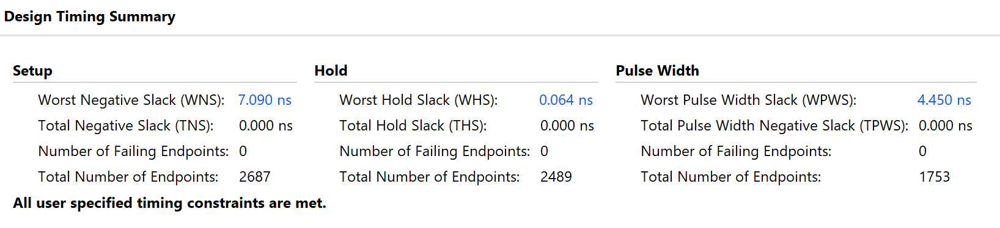 Design Timing Summary
Setup Hold Pulse Width
Worst Negative Slack (WNS): 7.090 ns Worst Hold Slack (WHS): 0.064 ns Worst Pulse Width Slack (WPWS): 4.450 ns
Total Negative Slack (TNS): 0.000 ns Total Hold Slack (THS): 0.000 ns Total Pulse Width Negative Slack (TPWS): 0.000 ns
Number of Failing Endpoints: 0 Number of Failing Endpoints: 0 Number of Failing Endpoints: 0
Total Number of Endpoints: 2687 Total Number of Endpoints: 2489 Total Number of Endpoints: 1753
All user specified timing constraints are met.